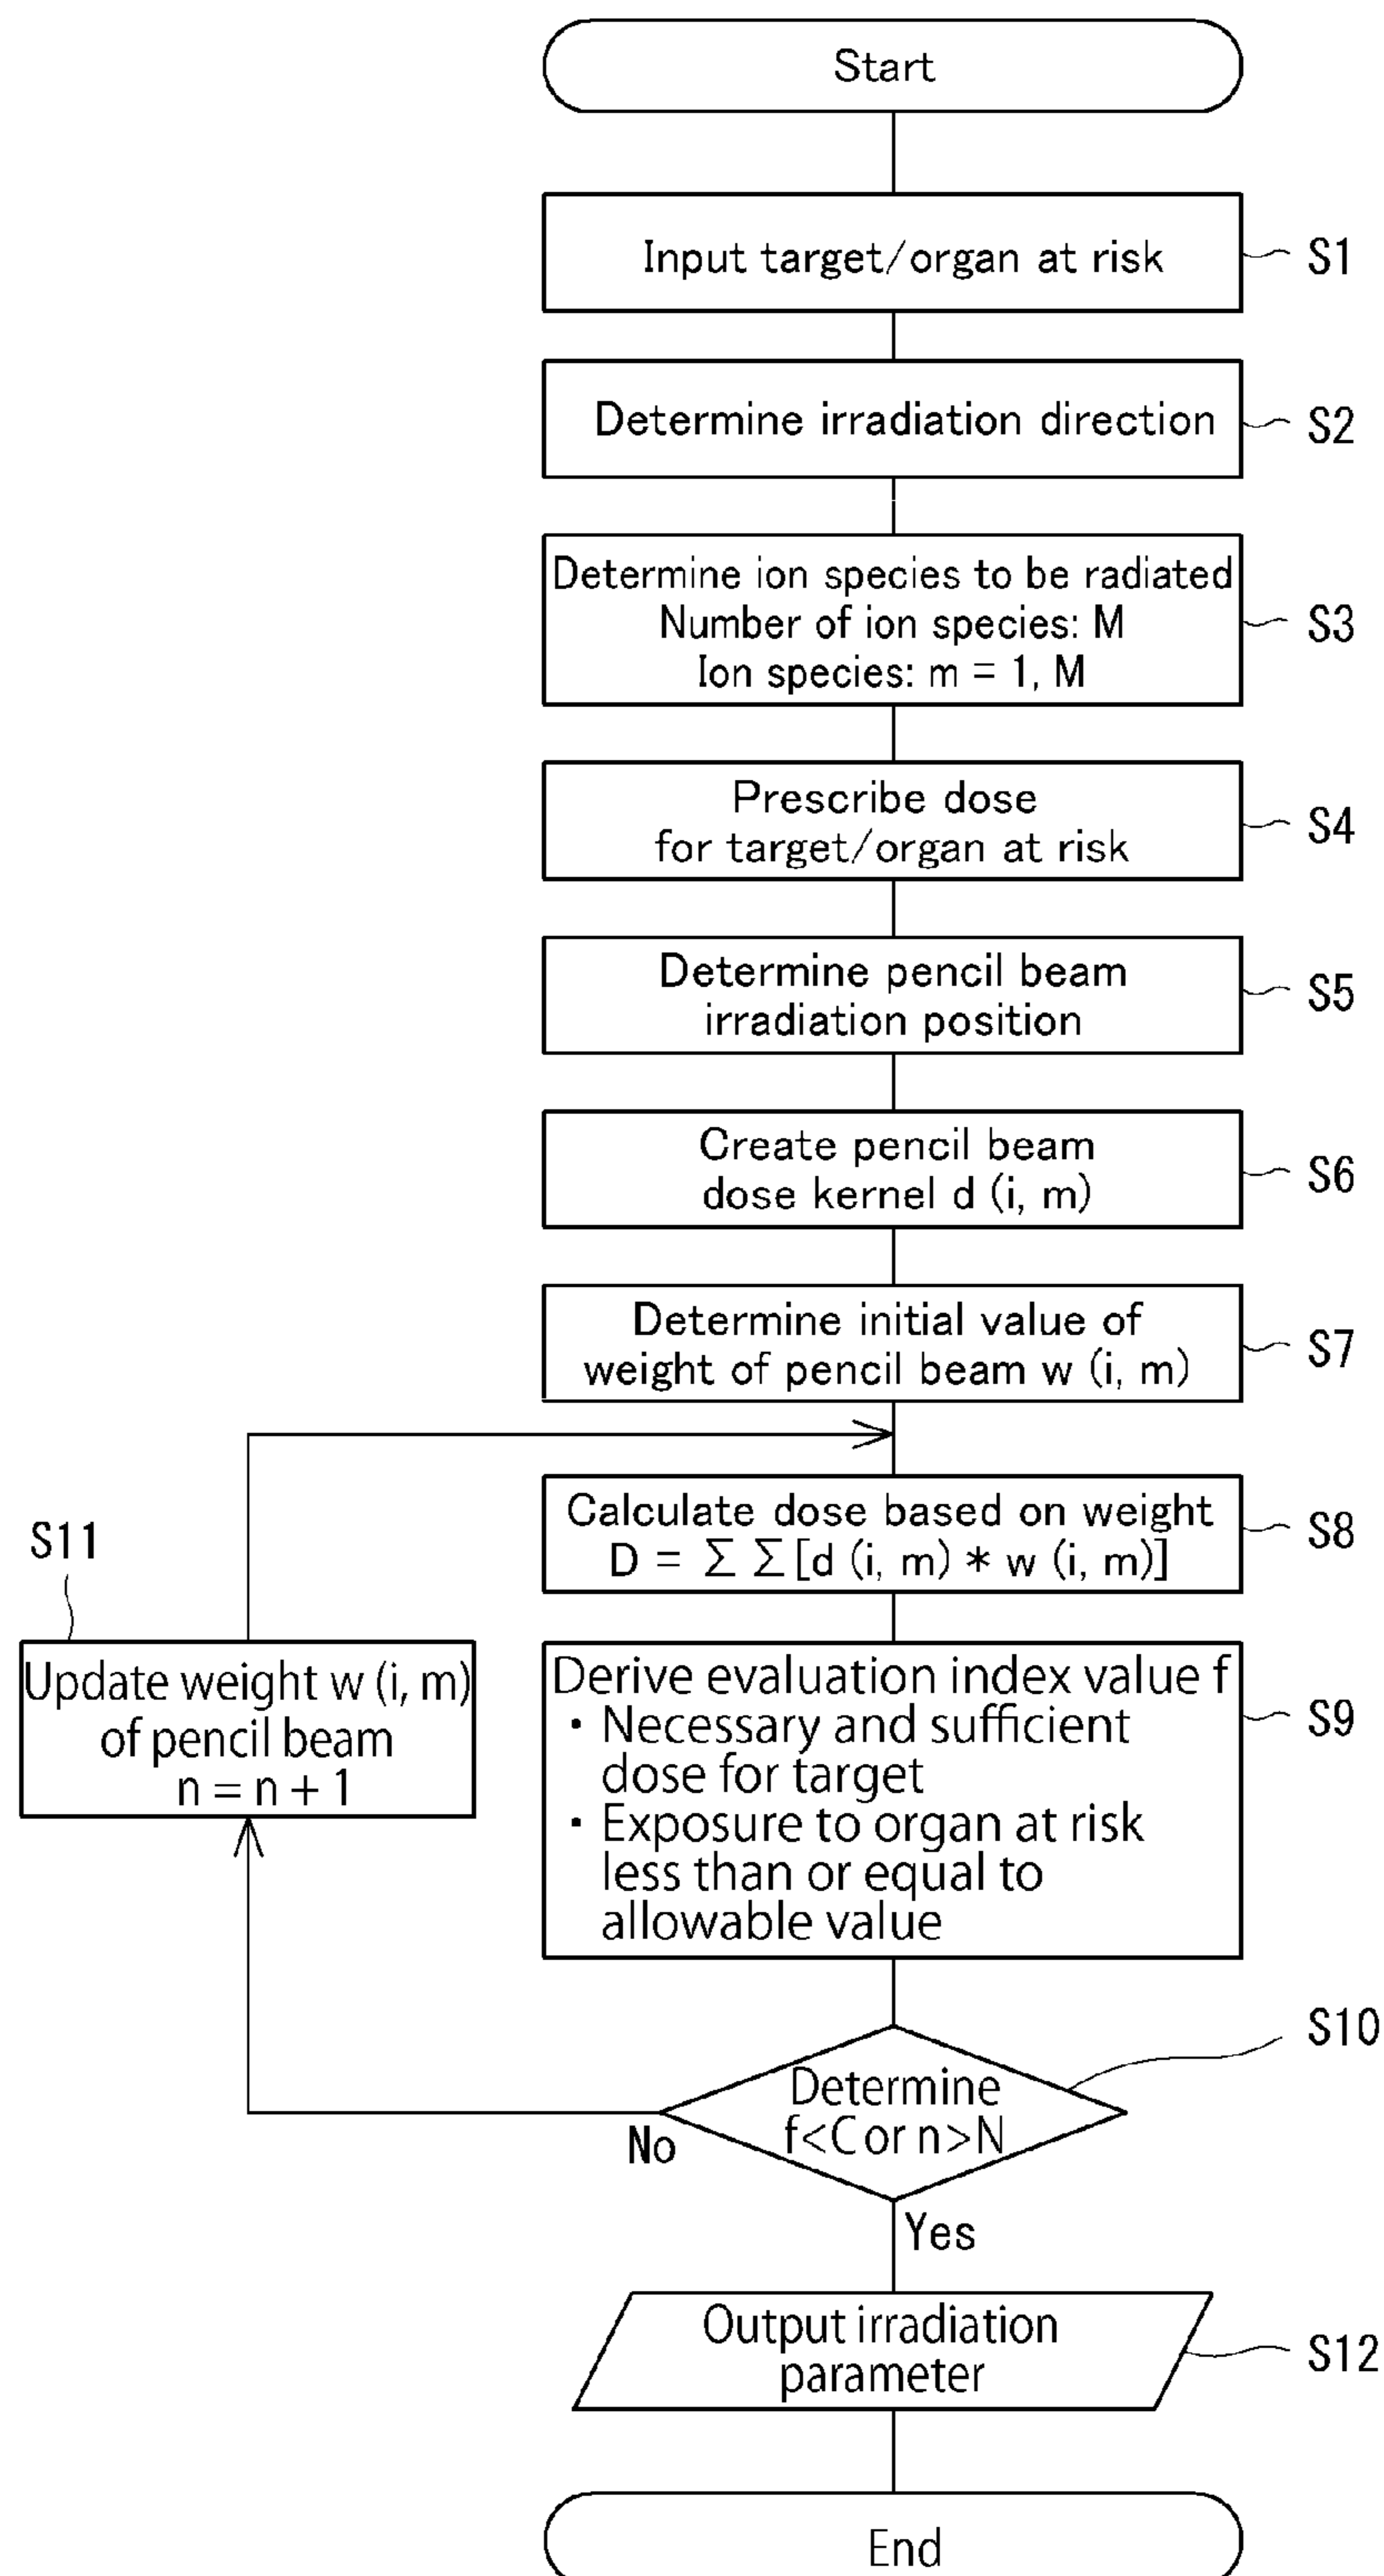 Start
Input target/organ at risk
S1
Determine irradiation direction
S2
Determine ion species to be radiated
Number of ion species: M
Ion species: m = 1, M
S3
Prescribe dose
for target/organ at risk
S4
Determine pencil beam
irradiation position
S5
Create pencil beam
dose kernel d (i, m)
S6
Determine initial value of
weight of pencil beam w (i, m)
S7
Calculate dose based on weight
D = Σ Σ [d (i, m) * w (i, m)]
S8
S11
Update weight w (i, m)
of pencil beam
n = n + 1
Derive evaluation index value f
・Necessary and sufficient
dose for target
・Exposure to organ at risk
less than or equal to
allowable value
S9
Determine
f<C or n>N
S10
No
Yes
Output irradiation
parameter
S12
End